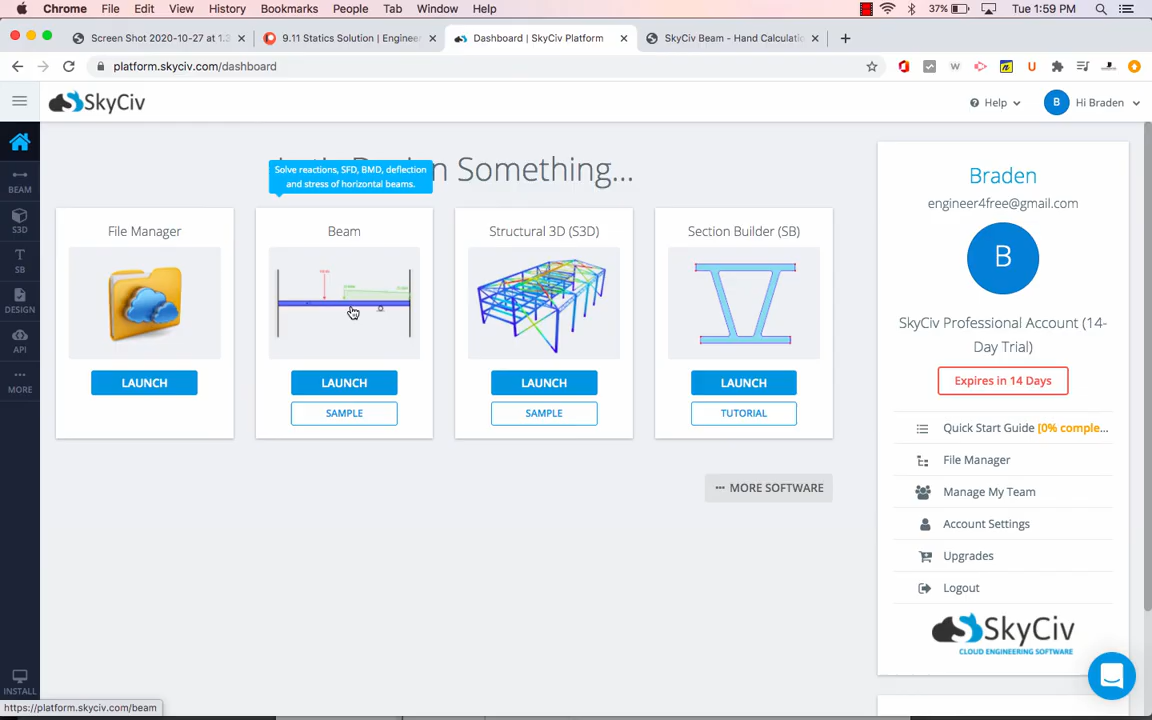 Chrome File Edit View History Bookmarks People Tab Window Help 37% Tue 1:59 PM
Screen Shot 2020-10-27 at 1.3
9.11 Statics Solution | Enginee
Dashboard | SkyCiv Platform
SkyCiv Beam - Hand Calculati
platform.skyciv.com/dashboard
SkyCiv
Help
B Hi Braden
Solve reactions, SFD, BMD, deflection
and stress of horizontal beams.
n Something...
BEAM
S3D
SB
DESIGN
API
MORE
INSTALL
File Manager
LAUNCH
Beam
LAUNCH
SAMPLE
Structural 3D (S3D)
LAUNCH
SAMPLE
Section Builder (SB)
LAUNCH
TUTORIAL
MORE SOFTWARE
Braden
engineer4free@gmail.com
B
SkyCiv Professional Account (14-
Day Trial)
Expires in 14 Days
Quick Start Guide (0% comple...
File Manager
Manage My Team
Account Settings
Upgrades
Logout
SkyCiv
CLOUD ENGINEERING SOFTWARE
https://platform.skyciv.com/beam